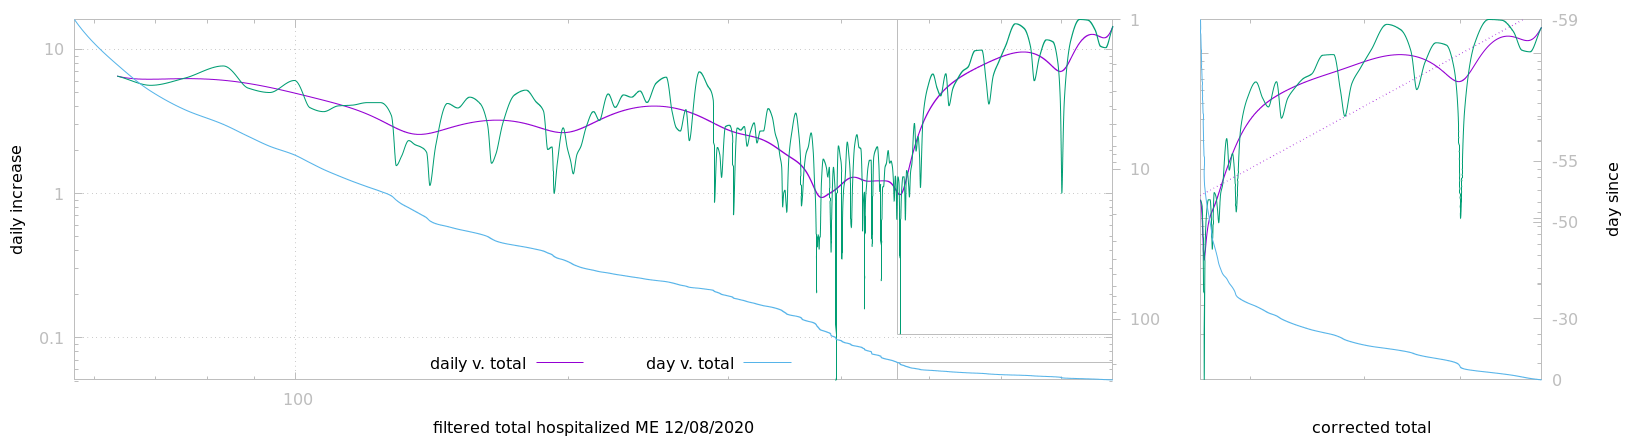 10
1
0.1
daily increase
100
daily v. total
day v. total
filtered total hospitalized ME 12/08/2020
1
10
100
-59
-55
-50
-30
0
day since
corrected total